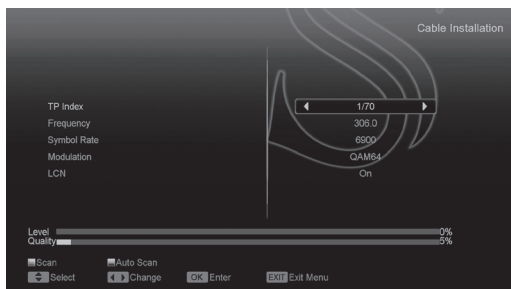 Cable Installation
TP Index 1/70
Frequency 306.0
Symbol Rate 6900
Modulation QAM64
LCN On
Level 0%
Quality 5%
Scan Auto Scan
Select Change OK Enter EXIT Exit Menu